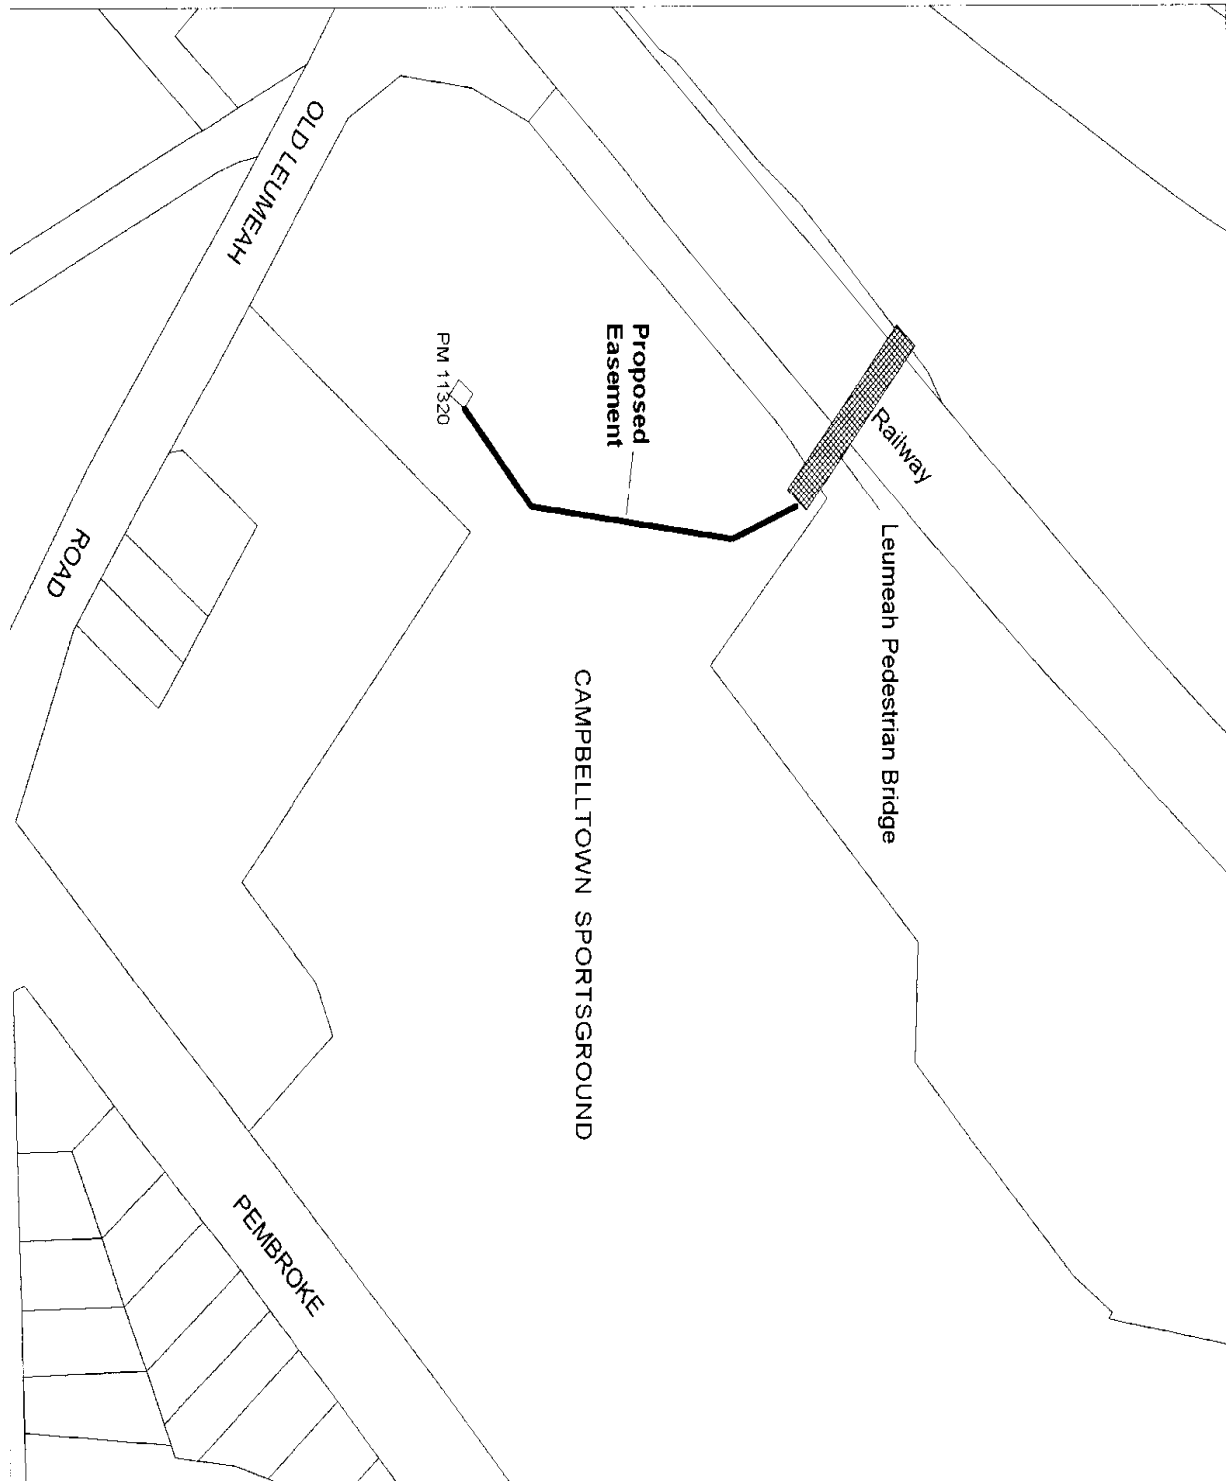 OLD LEUMEAH
ROAD
PM 11320
Proposed
Easement
Railway
Leumeah Pedestrian Bridge
CAMPBELLTOWN SPORTSGROUND
PEMBROKE